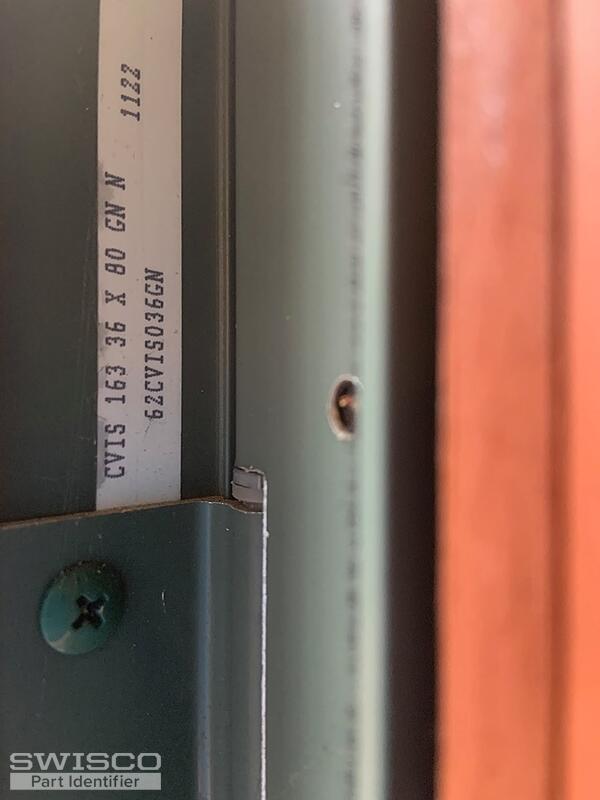 CVIS 163 36 X 80 GN N 1122
62CVIS036GN
SWISCO
Part Identifier